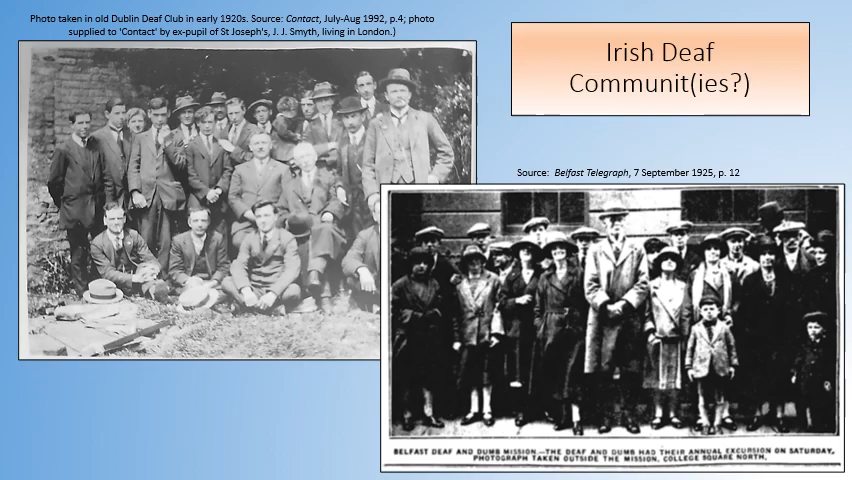 Photo taken in old Dublin Deaf Club in early 1920s. Source: Contact, July-Aug 1992, p.4; photo
supplied to 'Contact' by ex-pupil of St Joseph's, J. J. Smyth, living in London.)
Irish Deaf
Communit(ies?)
Source: Belfast Telegraph, 7 September 1925, p. 12
BELFAST DEAF AND DUMB MISSION.—THE DEAF AND DUMB HAD THEIR ANNUAL EXCURSION ON SATURDAY,
PHOTOGRAPH TAKEN OUTSIDE THE MISSION, COLLEGE SQUARE NORTH.